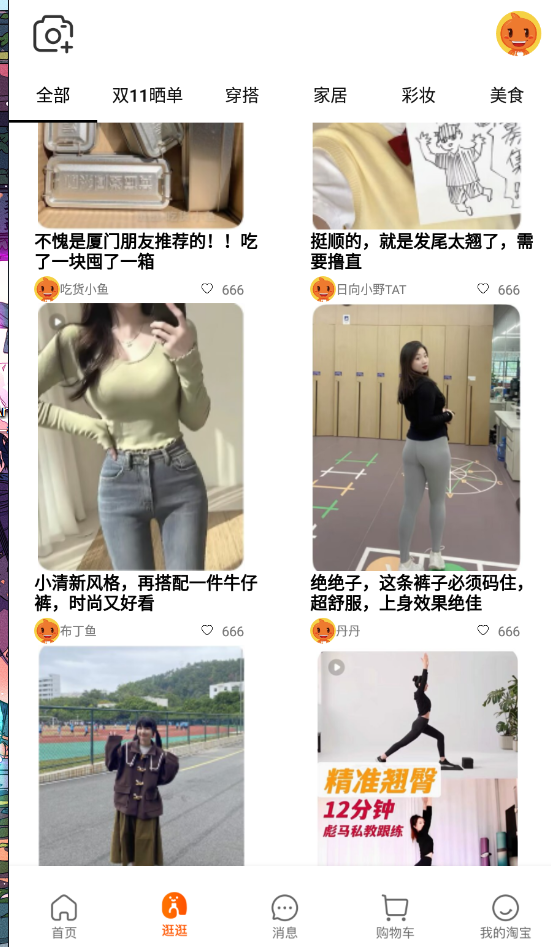 全部 双11晒单 穿搭 家居 彩妆 美食
不愧是厦门朋友推荐的！！吃
了一块囤了一箱
吃货小鱼 666
挺顺的，就是发尾太翘了，需
要撸直
日向小野TAT 666
小清新风格，再搭配一件牛仔
裤，时尚又好看
布丁鱼 666
绝绝子，这条裤子必须码住，
超舒服，上身效果绝佳
丹丹 666
精准翘臀
12分钟
彪马私教跟练
首页 逛逛 消息 购物车 我的淘宝